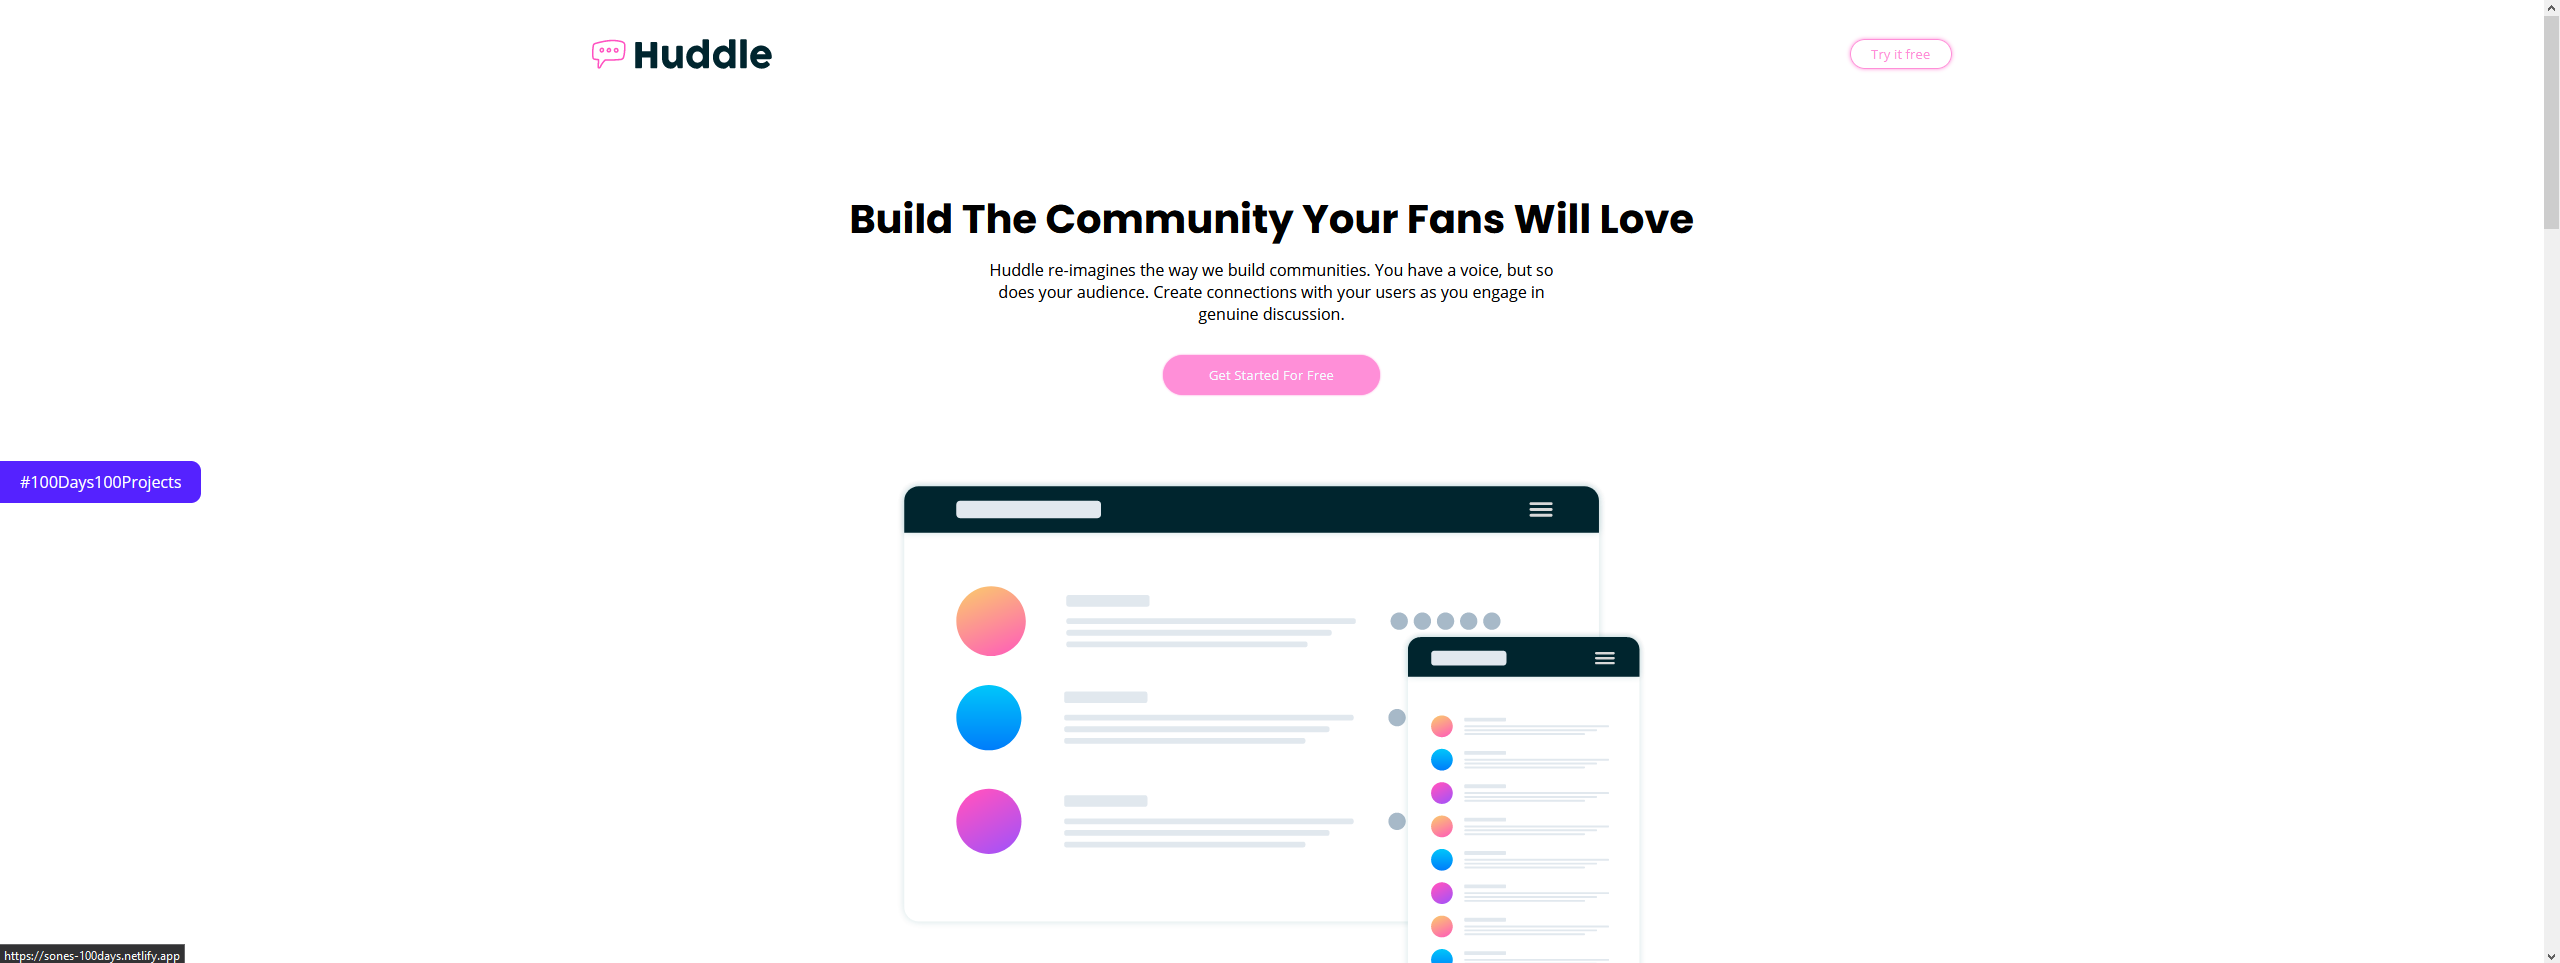 Huddle
Try it free
Build The Community Your Fans Will Love
Huddle re-imagines the way we build communities. You have a voice, but so
does your audience. Create connections with your users as you engage in
genuine discussion.
Get Started For Free
#100Days100Projects
https://sones-100days.netlify.app